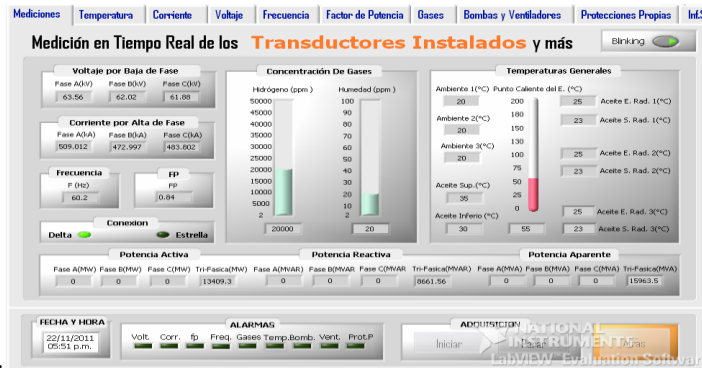 Mediciones Temperatura Corriente Voltaje Frecuencia Factor de Potencia Gases Bombas y Ventiladores Protecciones Propias Inf.S
Medición en Tiempo Real de los Transductores Instalados y más
Blinking
Voltaje por Baja de Fase
Fase A(kV) Fase B(kV) Fase C(kV)
63.56 62.02 61.88
Corriente por Alta de Fase
Fase A(kA) Fase B(kA) Fase C(kA)
509.012 472.997 483.802
Frecuencia
F (Hz)
60.2
FP
FP
0.84
Conexion
Delta Estrella
Concentración De Gases
Hidrógeno (ppm ) Humedad (ppm )
50000 100
45000 90
40000 80
35000 70
30000 60
25000 50
20000 40
15000 30
10000 20
5000 10
2 2
20000 20
Temperaturas Generales
Ambiente 1(°C) Punto Caliente del E. (°C)
20
Ambiente 2(°C)
20
Ambiente 3(°C)
20
Aceite Sup.(°C)
35
Aceite Inferio (°C)
30
200
180
150
130
100
75
50
25
0
55
25 Aceite E. Rad. 1(°C)
23 Aceite S. Rad. 1(°C)
25 Aceite E. Rad. 2(°C)
23 Aceite S. Rad. 2(°C)
25 Aceite E. Rad. 3(°C)
23 Aceite S. Rad. 3(°C)
Potencia Activa
Fase A(MW) Fase B(MW) Fase C(MW) Tri-Fasica(MW)
0 0 0 13409.3
Potencia Reactiva
Fase A(MVAR) Fase B(MVAR Fase C(MVAR Tri-Fasica(MVAR)
0 0 0 8661.56
Potencia Aparente
Fase A(MVA) Fase B(MVA) Fase C(MVA) Tri-Fasica(MVA)
0 0 0 15963.5
FECHA Y HORA
22/11/2011
05:51 p.m.
ALARMAS
Volt. Corr. fp Freq. Gases Temp. Bomb. Vent. Prot.P
ADQUISICION
Iniciar
NATIONAL
INSTRUMENTS
LabVIEW Evaluation Softwar